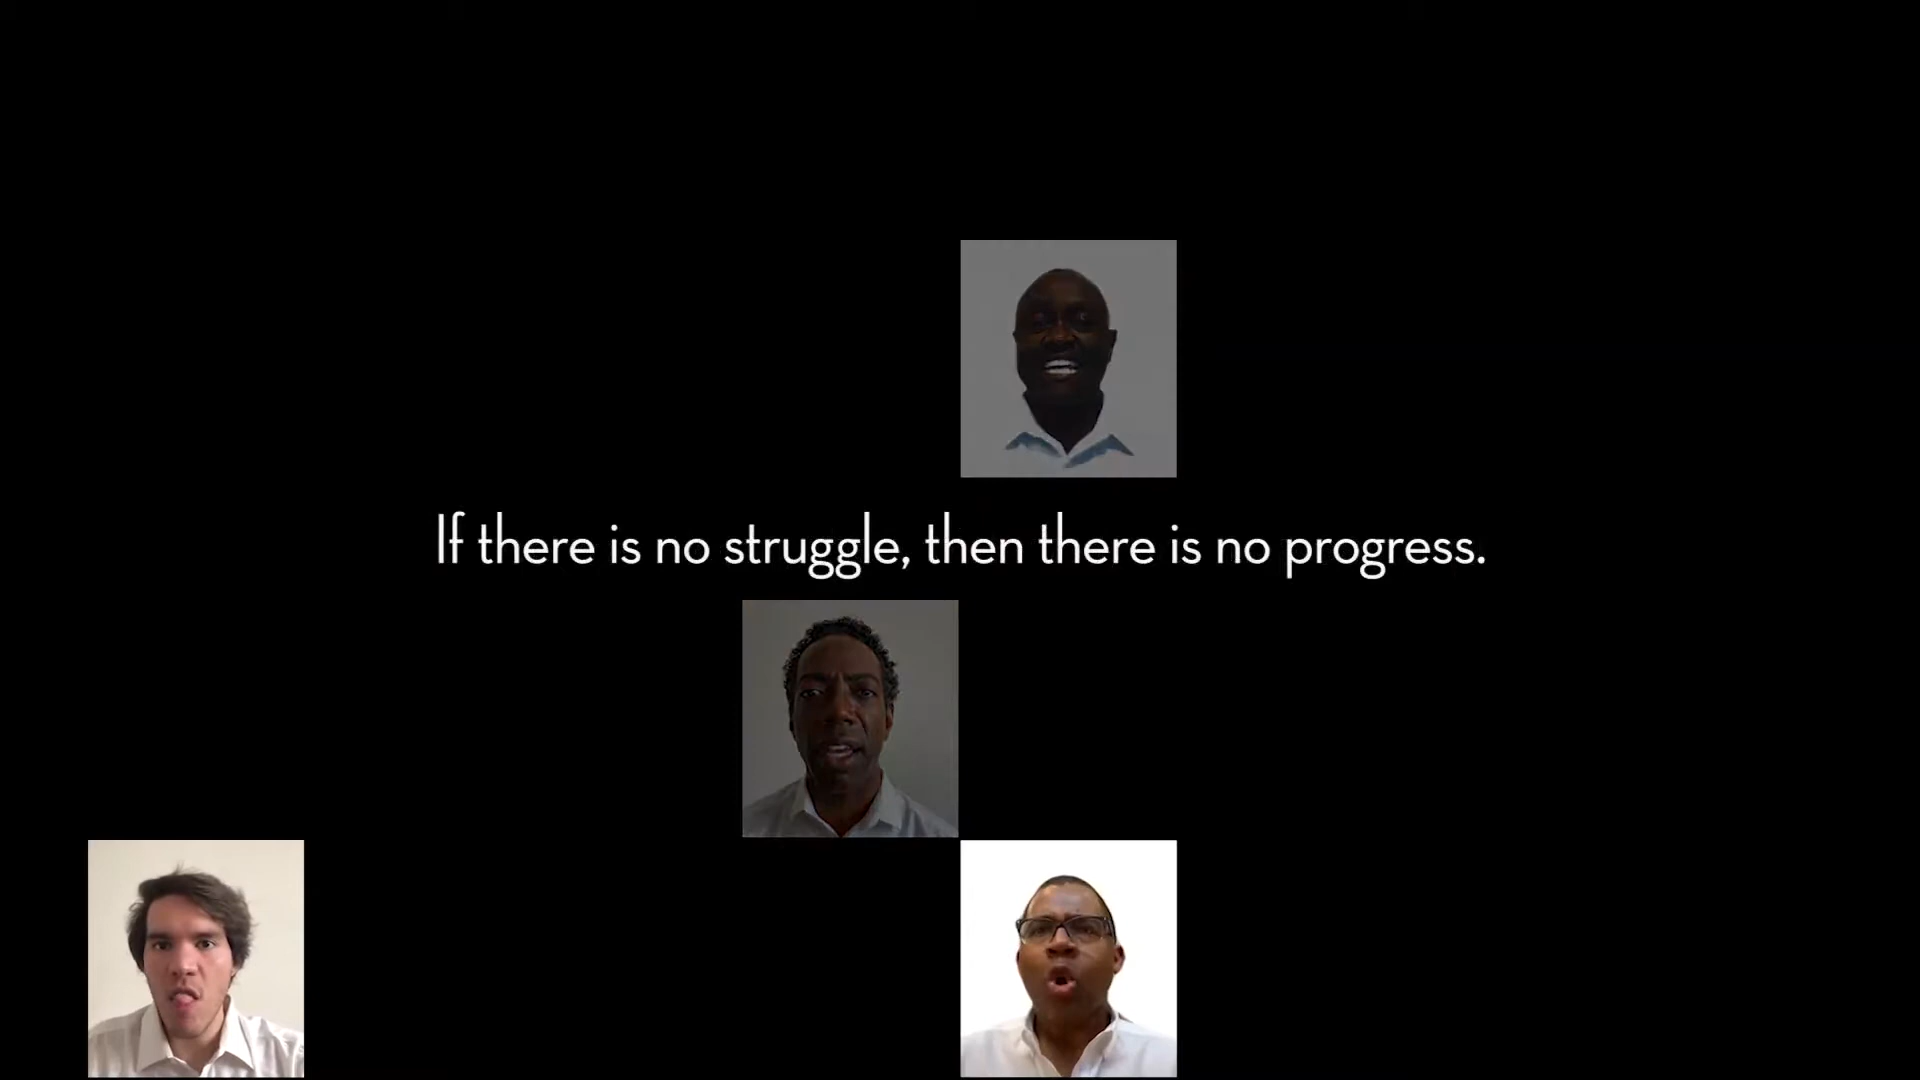 If there is no struggle, then there is no progress.